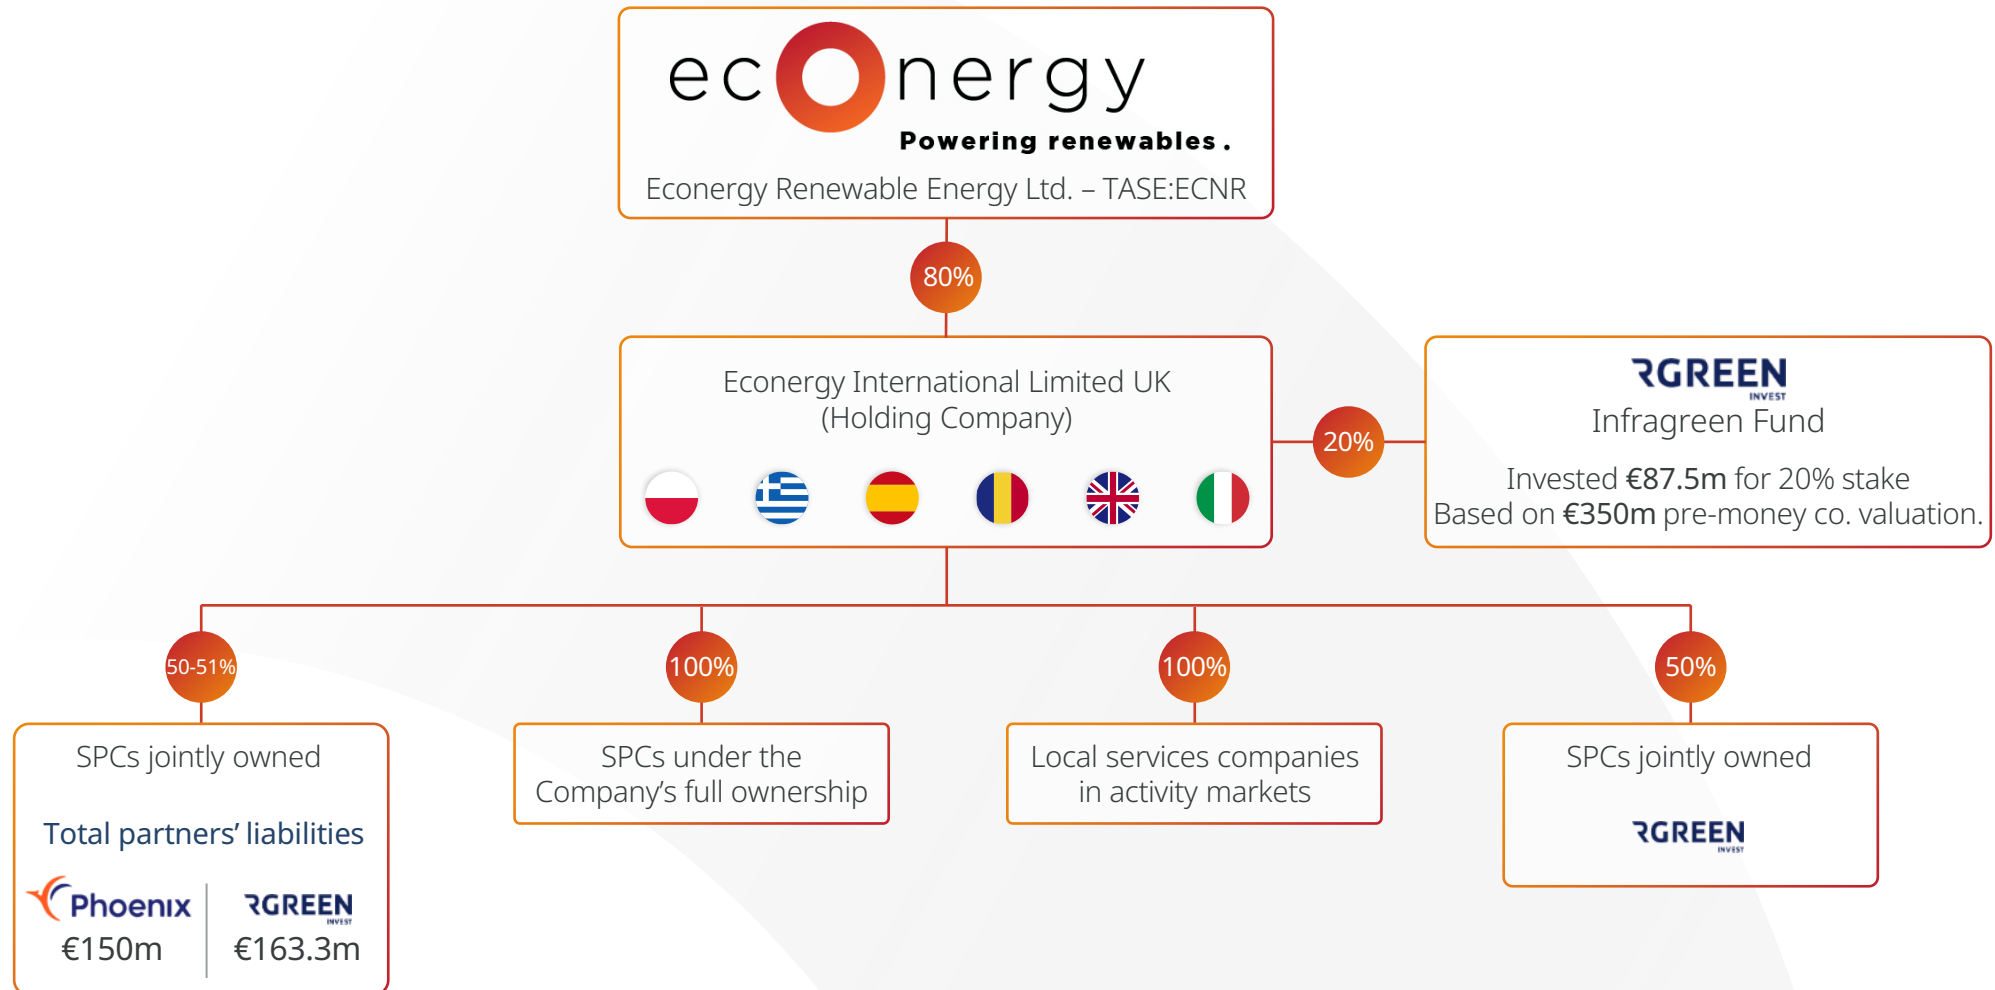 econergy
Powering renewables.
Econergy Renewable Energy Ltd. – TASE:ECNR
80%
Econergy International Limited UK
(Holding Company)
20%
RGREEN
INVEST
Infragreen Fund
Invested €87.5m for 20% stake
Based on €350m pre-money co. valuation.
50-51%
100%
100%
50%
SPCs jointly owned
Total partners’ liabilities
Phoenix
€150m
RGREEN
INVEST
€163.3m
SPCs under the
Company’s full ownership
Local services companies
in activity markets
SPCs jointly owned
RGREEN
INVEST